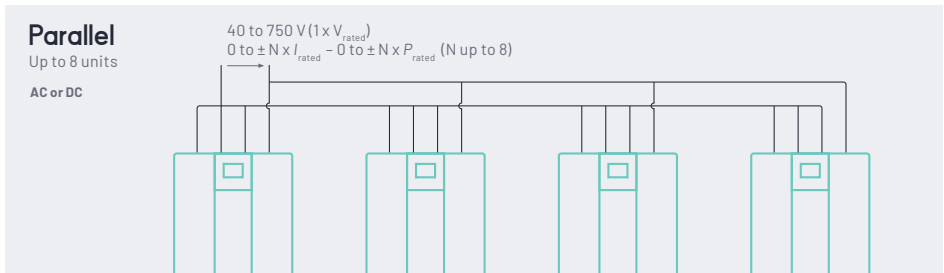 Parallel
Up to 8 units
AC or DC
40 to 750 V (1 x Vrated)
0 to ± N x Irated – 0 to ± N x Prated (N up to 8)